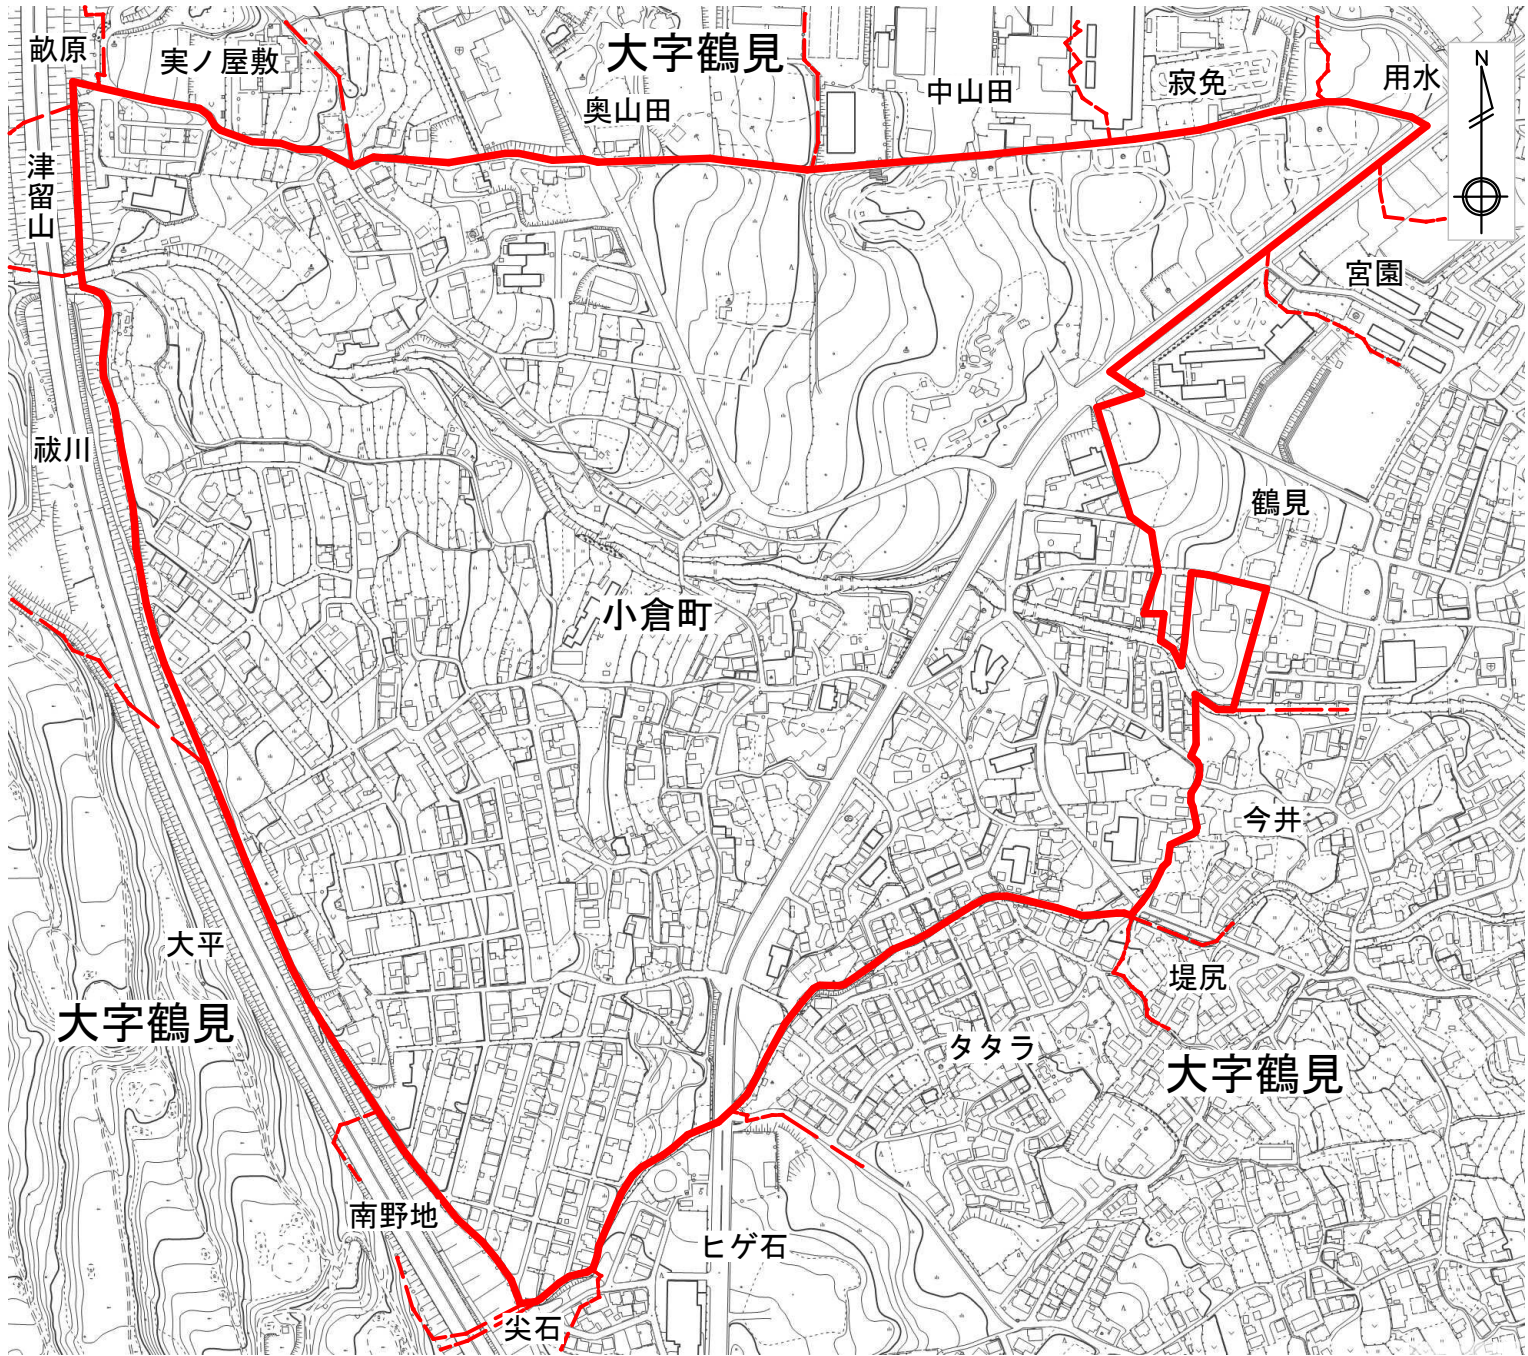 大字鶴見
畝原
実ノ屋敷
奥山田
中山田
寂免
用水
N
津留山
宮園
祓川
鶴見
小倉町
今井
大平
堤尻
大字鶴見
タタラ
大字鶴見
南野地
ヒゲ石
尖石